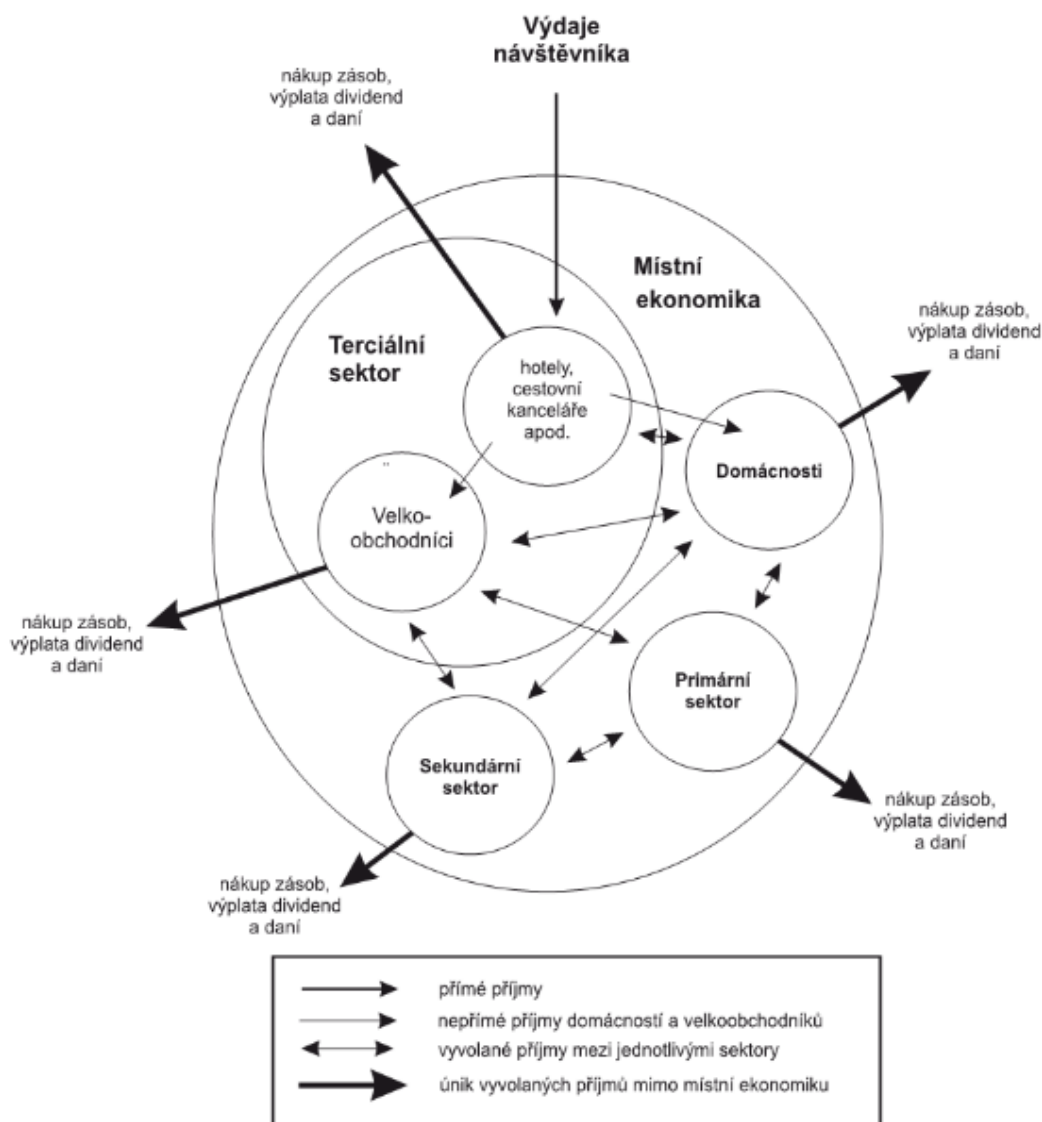 Výdaje
návštěvníka
nákup zásob,
výplata dividend
a daní
Místní
ekonomika
nákup zásob,
výplata dividend
a daní
Terciální
sektor
hotely,
cestovní
kanceláře
apod.
Domácnosti
Velko-
obchodníci
nákup zásob,
výplata dividend
a daní
Primární
sektor
Sekundární
sektor
nákup zásob,
výplata dividend
a daní
nákup zásob,
výplata dividend
a daní
přímé příjmy
nepřímé příjmy domácností a velkoobchodníků
vyvolané příjmy mezi jednotlivými sektory
únik vyvolaných příjmů mimo místní ekonomiku